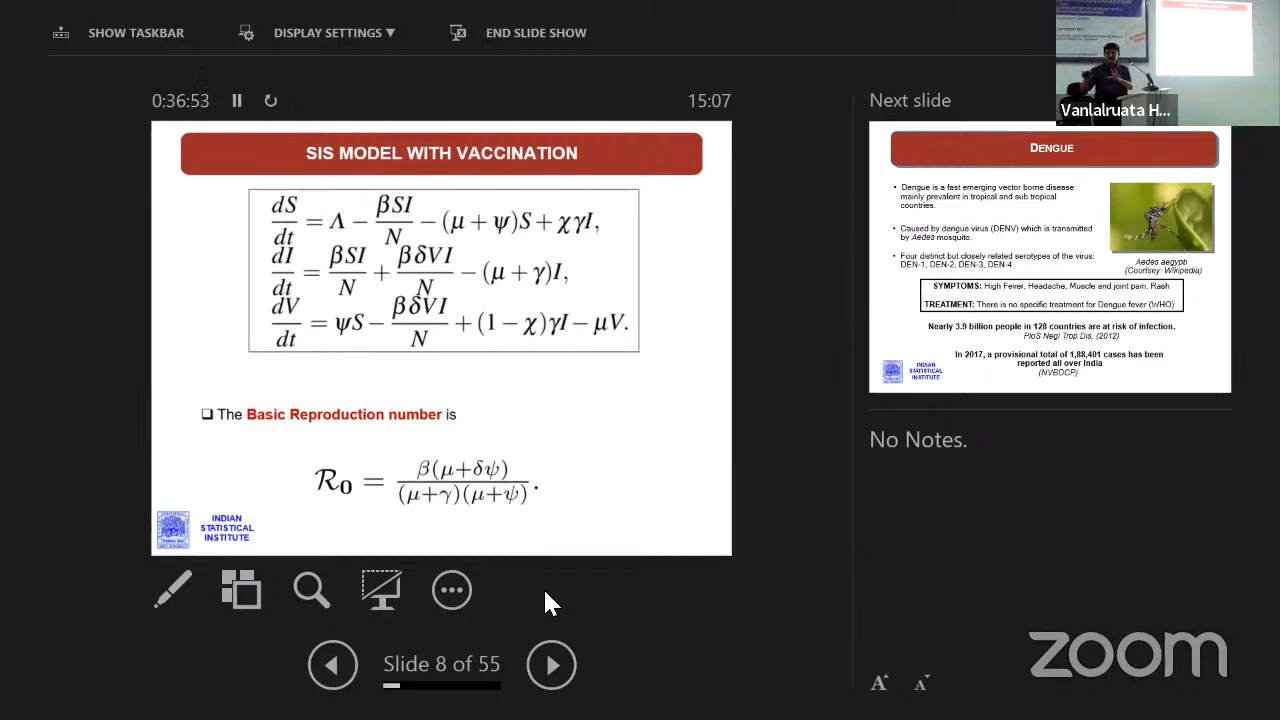 SHOW TASKBAR
DISPLAY SETTINGS ▼
END SLIDE SHOW
Vanlalruata H...
0:36:53
15:07
SIS MODEL WITH VACCINATION
dS/dt = Λ − βSI/N − (μ + ψ)S + χγI,
dI/dt = βSI/N + βδVI/N − (μ + γ)I,
dV/dt = ψS − βδVI/N + (1 − χ)γI − μV.
❑ The Basic Reproduction number is
R₀ = β(μ+δψ)/(μ+γ)(μ+ψ).
INDIAN
STATISTICAL
INSTITUTE
Slide 8 of 55
Next slide
DENGUE
• Dengue is a fast emerging vector borne disease
mainly prevalent in tropical and sub tropical
countries.
• Caused by dengue virus (DENV) which is transmitted
by Aedes mosquito.
• Four distinct but closely related serotypes of the virus:
DEN-1, DEN-2, DEN-3, DEN-4.
Aedes aegypti
(Courtsey: Wikipedia)
SYMPTOMS: High Fever, Headache, Muscle and joint pain, Rash
TREATMENT: There is no specific treatment for Dengue fever (WHO)
Nearly 3.9 billion people in 128 countries are at risk of infection.
PloS Negl Trop Dis. (2012)
In 2017, a provisional total of 1,88,401 cases has been
reported all over India
(NVBDCP)
INDIAN
STATISTICAL
INSTITUTE
No Notes.
A A
zoom